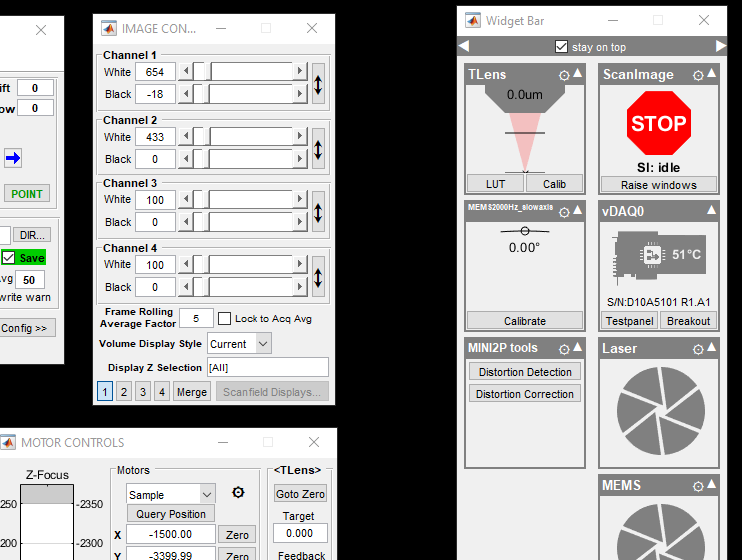 ift 0
ow 0
POINT
DIR...
Save
vg 50
write warn
Config >>
IMAGE CON...
Channel 1
White 654
Black -18
Channel 2
White 433
Black 0
Channel 3
White 100
Black 0
Channel 4
White 100
Black 0
Frame Rolling
Average Factor 5 Lock to Acq Avg
Volume Display Style Current
Display Z Selection [All]
1 2 3 4 Merge Scanfield Displays...
MOTOR CONTROLS
Z-Focus
250 -2350
200 -2300
Motors
Sample
Query Position
X -1500.00 Zero
Y -3399.99 Zero
<TLens>
Goto Zero
Target
0.000
Feedback
Widget Bar
stay on top
TLens
0.0um
LUT Calib
ScanImage
STOP
SI: idle
Raise windows
MEMS2000Hz_slowaxis
0.00°
Calibrate
vDAQ0
51°C
S/N:D10A5101 R1.A1
Testpanel Breakout
MINI2P tools
Distortion Detection
Distortion Correction
Laser
MEMS